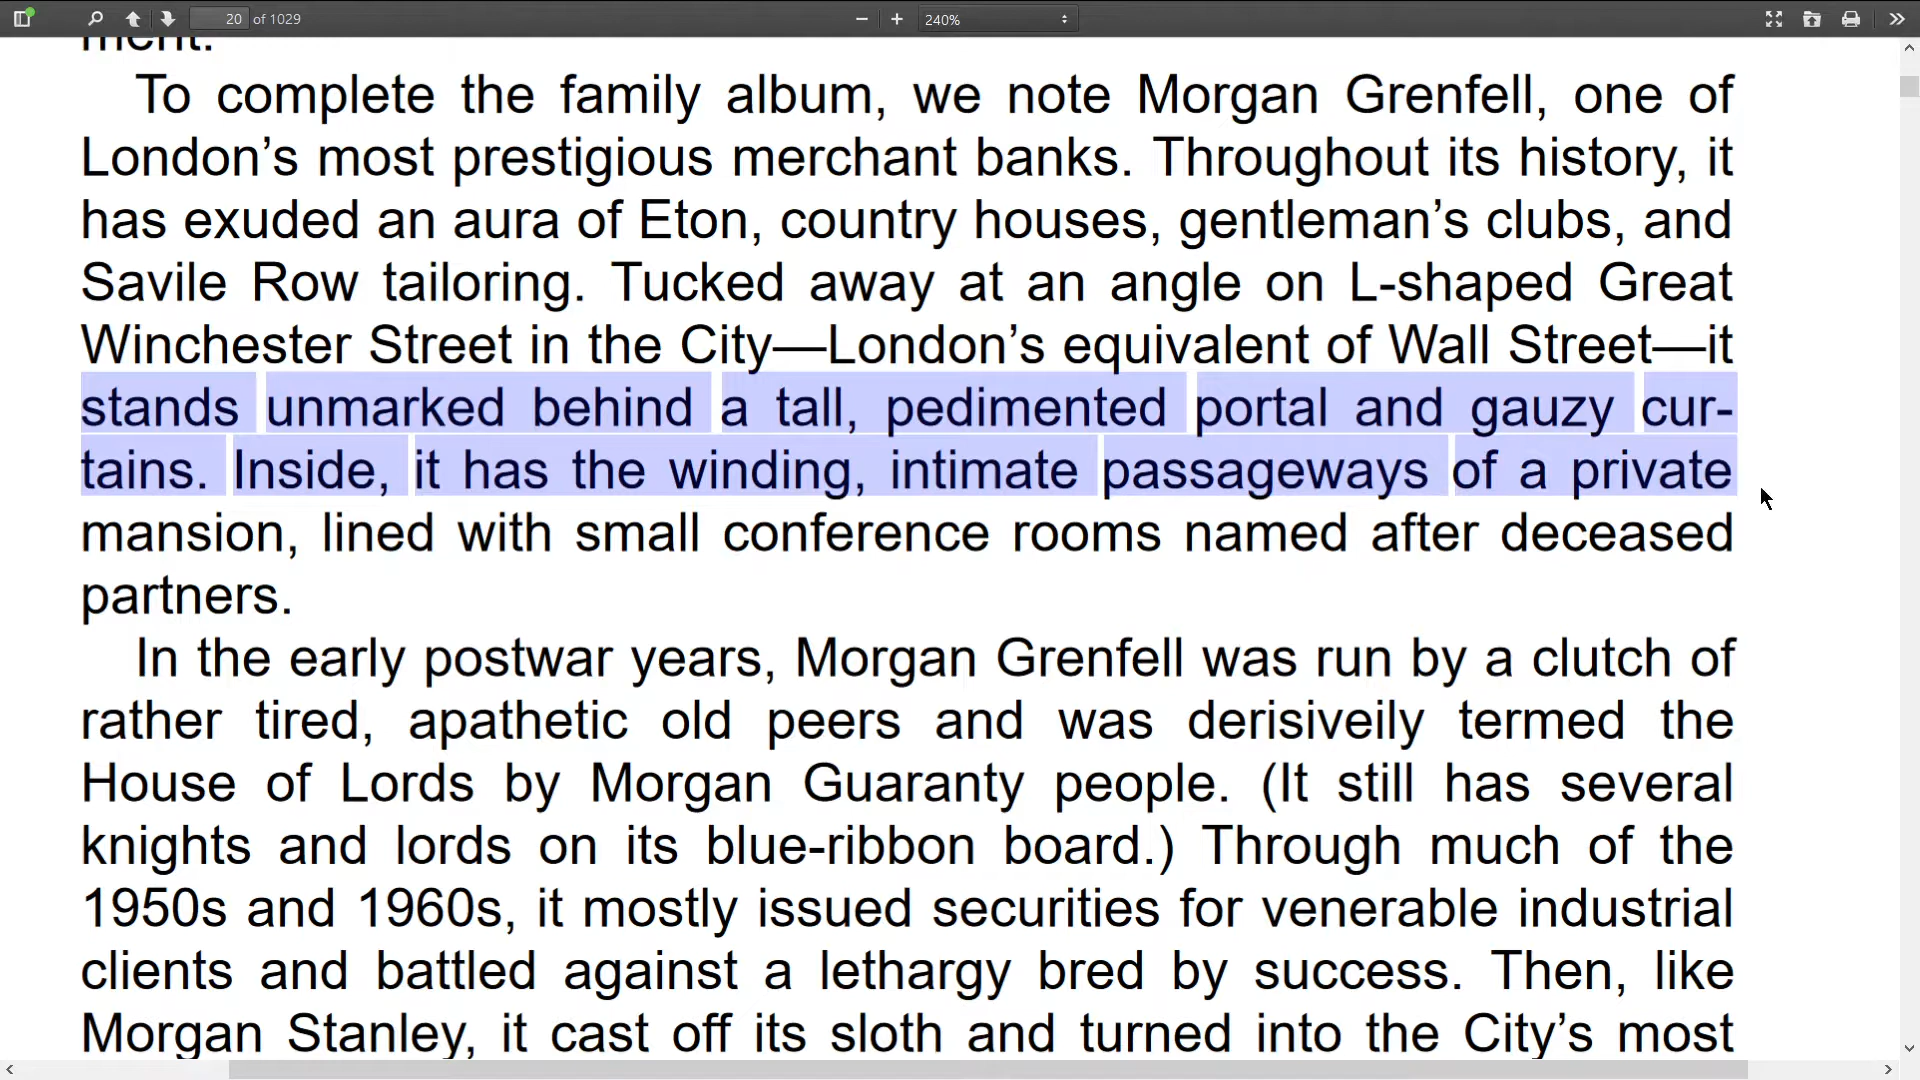 20 of 1029
240%
ment.
To complete the family album, we note Morgan Grenfell, one of
London’s most prestigious merchant banks. Throughout its history, it
has exuded an aura of Eton, country houses, gentleman’s clubs, and
Savile Row tailoring. Tucked away at an angle on L-shaped Great
Winchester Street in the City—London’s equivalent of Wall Street—it
stands unmarked behind a tall, pedimented portal and gauzy cur-
tains. Inside, it has the winding, intimate passageways of a private
mansion, lined with small conference rooms named after deceased
partners.
In the early postwar years, Morgan Grenfell was run by a clutch of
rather tired, apathetic old peers and was derisiveily termed the
House of Lords by Morgan Guaranty people. (It still has several
knights and lords on its blue-ribbon board.) Through much of the
1950s and 1960s, it mostly issued securities for venerable industrial
clients and battled against a lethargy bred by success. Then, like
Morgan Stanley, it cast off its sloth and turned into the City’s most